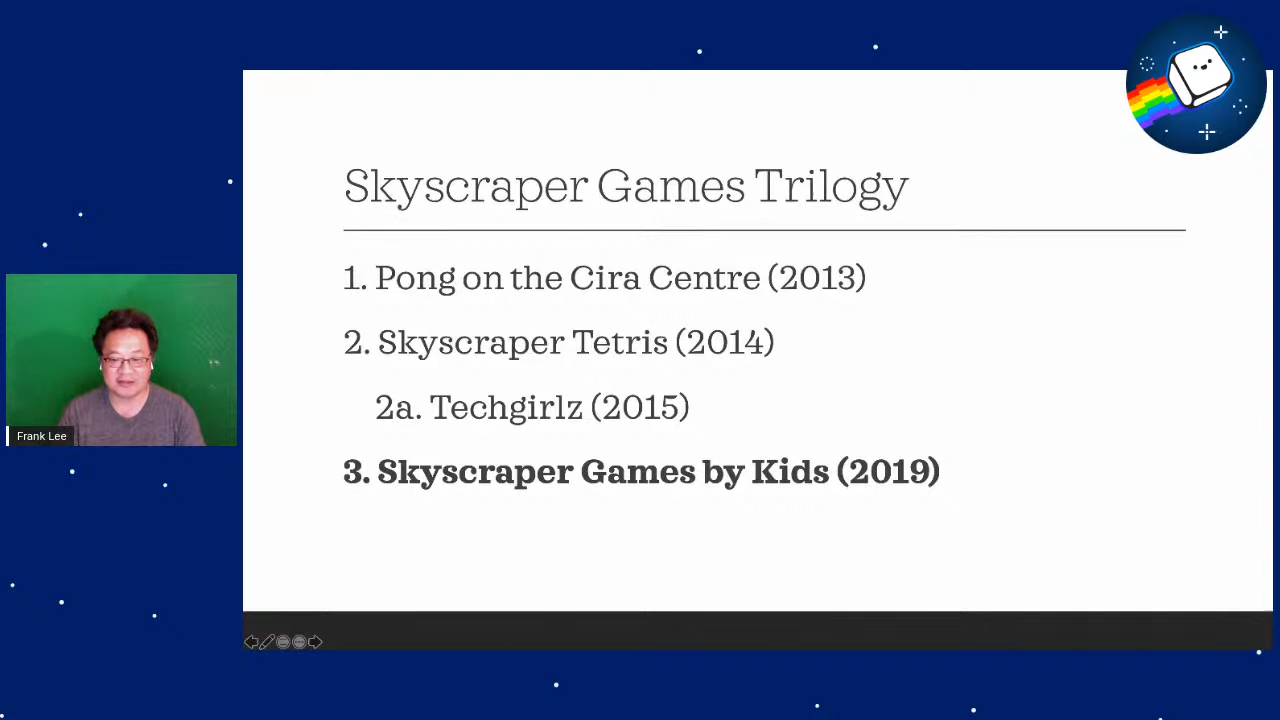 Skyscraper Games Trilogy
1. Pong on the Cira Centre (2013)
2. Skyscraper Tetris (2014)
2a. Techgirlz (2015)
3. Skyscraper Games by Kids (2019)
Frank Lee